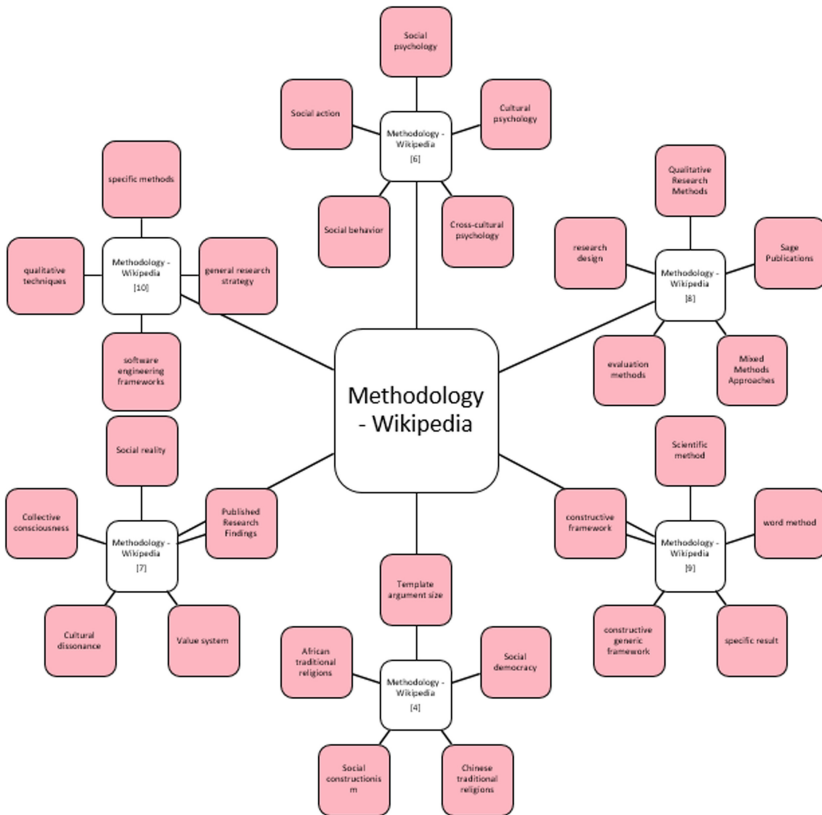 Social
psychology
Social action
Cultural
psychology
Methodology -
Wikipedia
[6]
Social behavior
Cross-cultural
psychology
specific methods
qualitative
techniques
Methodology -
Wikipedia
[10]
general research
strategy
software
engineering
frameworks
Qualitative
Research
Methods
research
design
Sage
Publications
Methodology -
Wikipedia
[8]
evaluation
methods
Mixed
Methods
Approaches
Methodology
- Wikipedia
Social reality
Collective
consciousness
Published
Research
Findings
Methodology -
Wikipedia
[7]
Cultural
dissonance
Value system
Scientific
method
constructive
framework
word method
Methodology -
Wikipedia
[9]
constructive
generic
framework
specific result
Template
argument size
African
traditional
religions
Social
democracy
Methodology -
Wikipedia
[4]
Social
constructionis
m
Chinese
traditional
religions